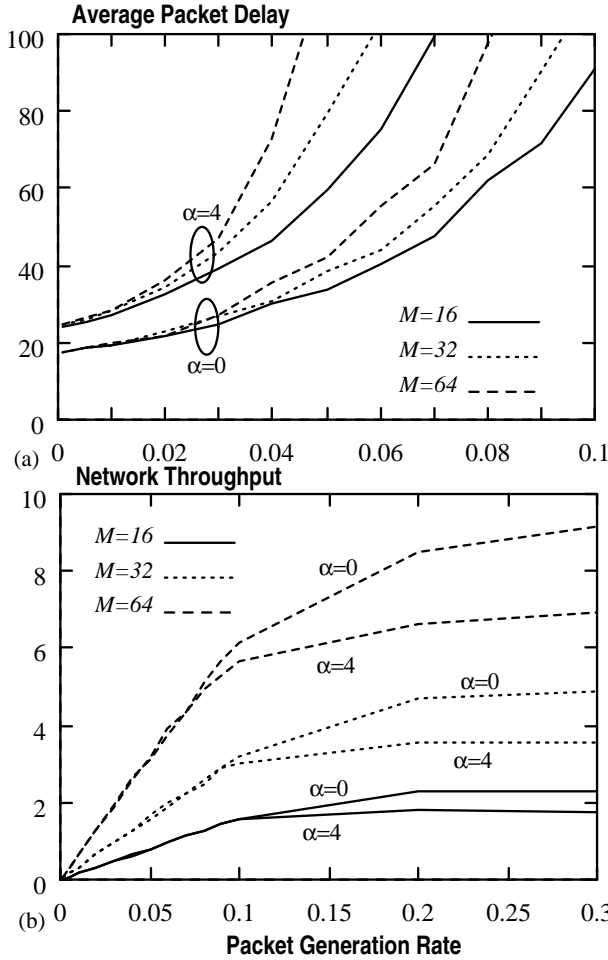 Average Packet Delay
100
80
60
40
20
0
α=4
α=0
M=16
M=32
M=64
(a)
0 0.02 0.04 0.06 0.08 0.1
Network Throughput
10
8
6
4
2
0
M=16
M=32
M=64
α=0
α=4
α=0
α=4
α=0
α=4
(b)
0 0.05 0.1 0.15 0.2 0.25 0.3
Packet Generation Rate